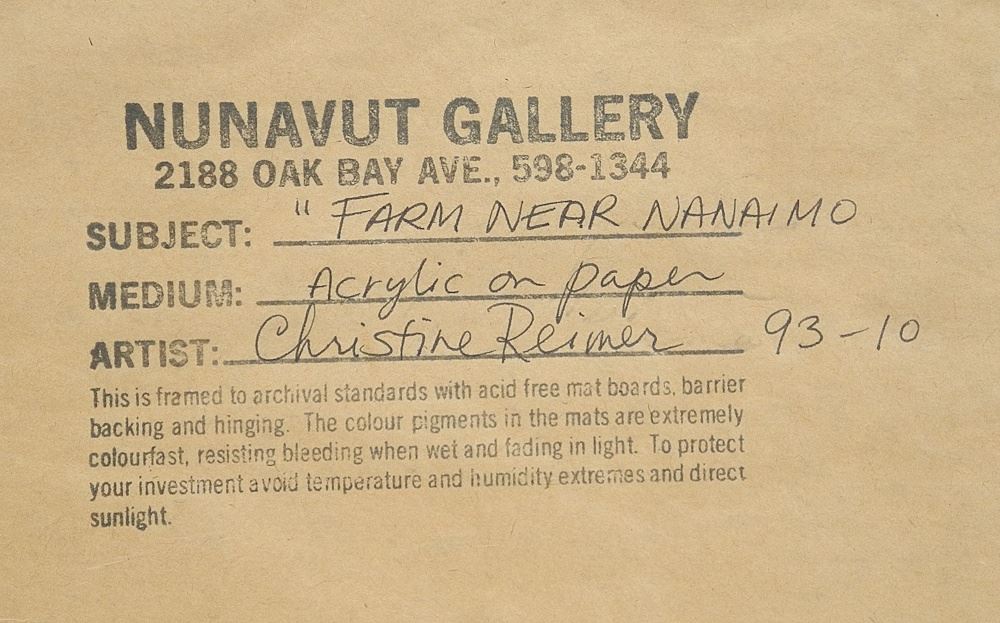 NUNAVUT GALLERY
2188 OAK BAY AVE., 598-1344
SUBJECT: " FARM NEAR NANAIMO
MEDIUM: Acrylic on paper
ARTIST: Christine Reimer 93-10
This is framed to archival standards with acid free mat boards, barrier
backing and hinging. The colour pigments in the mats are extremely
colourfast, resisting bleeding when wet and fading in light. To protect
your investment avoid temperature and humidity extremes and direct
sunlight.